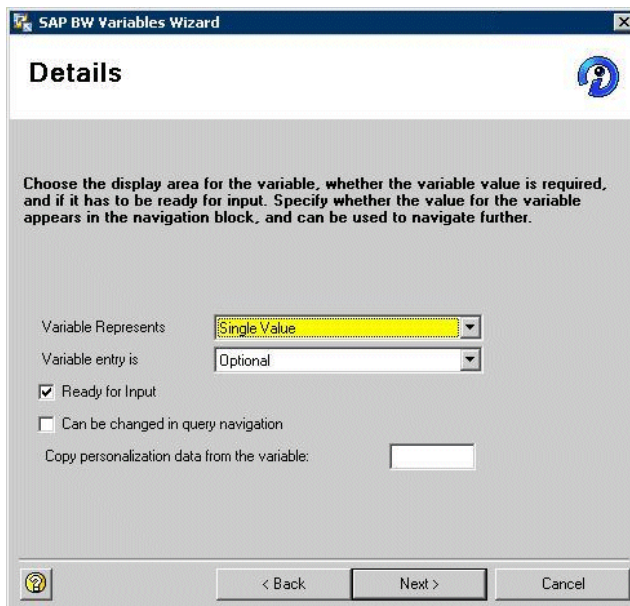 SAP BW Variables Wizard
Details
Choose the display area for the variable, whether the variable value is required,
and if it has to be ready for input. Specify whether the value for the variable
appears in the navigation block, and can be used to navigate further.
Variable Represents Single Value
Variable entry is Optional
Ready for Input
Can be changed in query navigation
Copy personalization data from the variable:
< Back Next > Cancel